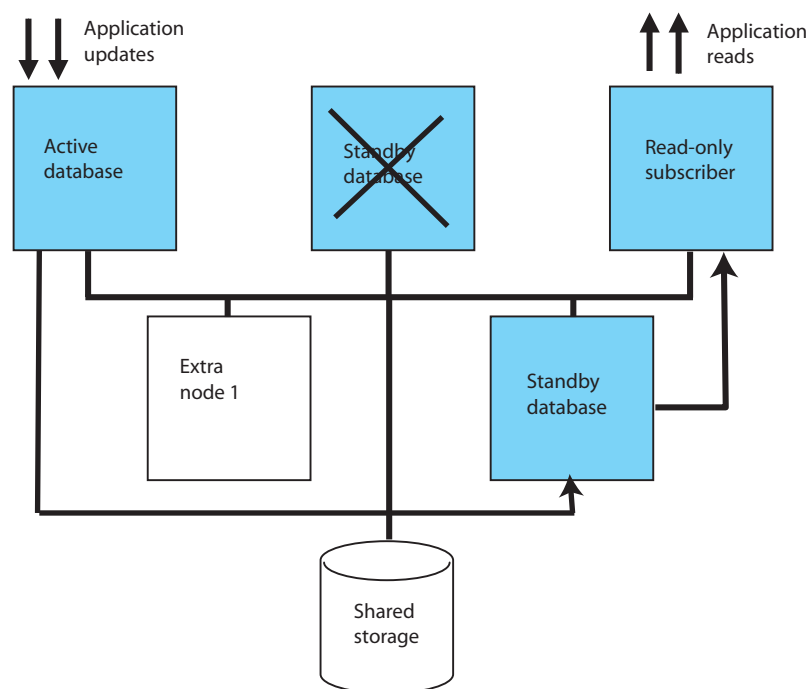 Application
updates
Application
reads
Active
database
Standby
database
Read-only
subscriber
Extra
node 1
Standby
database
Shared
storage